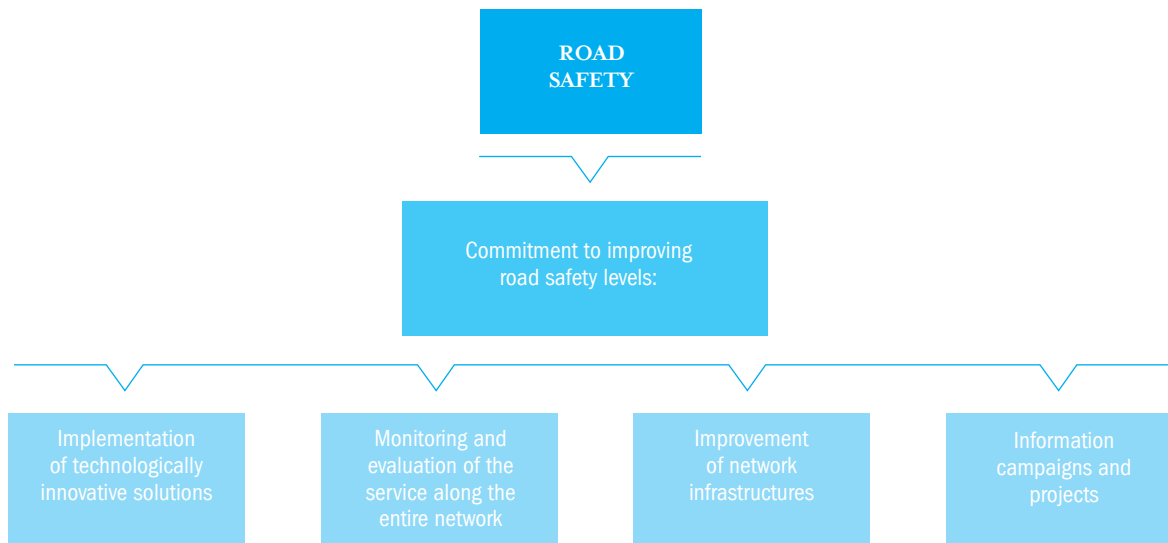 ROAD
SAFETY
Commitment to improving
road safety levels:
Implementation
of technologically
innovative solutions
Monitoring and
evaluation of the
service along the
entire network
Improvement
of network
infrastructures
Information
campaigns and
projects